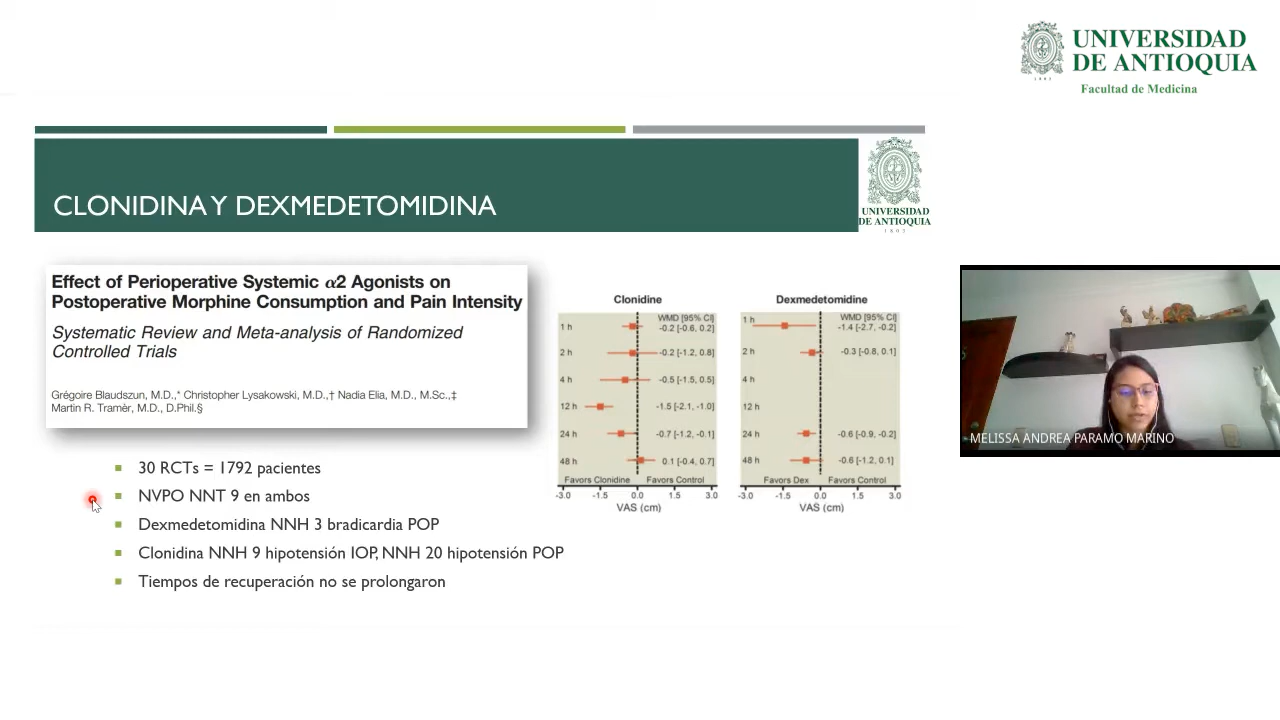 UNIVERSIDAD
DE ANTIOQUIA
1803
Facultad de Medicina
CLONIDINA Y DEXMEDETOMIDINA
UNIVERSIDAD
DE ANTIOQUIA
1803
Effect of Perioperative Systemic α2 Agonists on
Postoperative Morphine Consumption and Pain Intensity
Systematic Review and Meta-analysis of Randomized
Controlled Trials
Grégoire Blaudszun, M.D.,* Christopher Lysakowski, M.D.,† Nadia Elia, M.D., M.Sc.,‡
Martin R. Tramèr, M.D., D.Phil.§
30 RCTs = 1792 pacientes
NVPO NNT 9 en ambos
Dexmedetomidina NNH 3 bradicardia POP
Clonidina NNH 9 hipotensión IOP, NNH 20 hipotensión POP
Tiempos de recuperación no se prolongaron
Clonidine
WMD [95% CI]
1 h -0.2 [-0.6, 0.2]
2 h -0.2 [-1.2, 0.8]
4 h -0.5 [-1.5, 0.5]
12 h -1.5 [-2.1, -1.0]
24 h -0.7 [-1.2, -0.1]
48 h 0.1 [-0.4, 0.7]
Favors Clonidine Favors Control
-3.0 -1.5 0.0 1.5 3.0
VAS (cm)
Dexmedetomidine
WMD [95% CI]
1 h -1.4 [-2.7, -0.2]
2 h -0.3 [-0.8, 0.1]
4 h
12 h
24 h -0.6 [-0.9, -0.2]
48 h -0.6 [-1.2, 0.1]
Favors Dex Favors Control
-3.0 -1.5 0.0 1.5 3.0
VAS (cm)
MELISSA ANDREA PARAMO MARINO